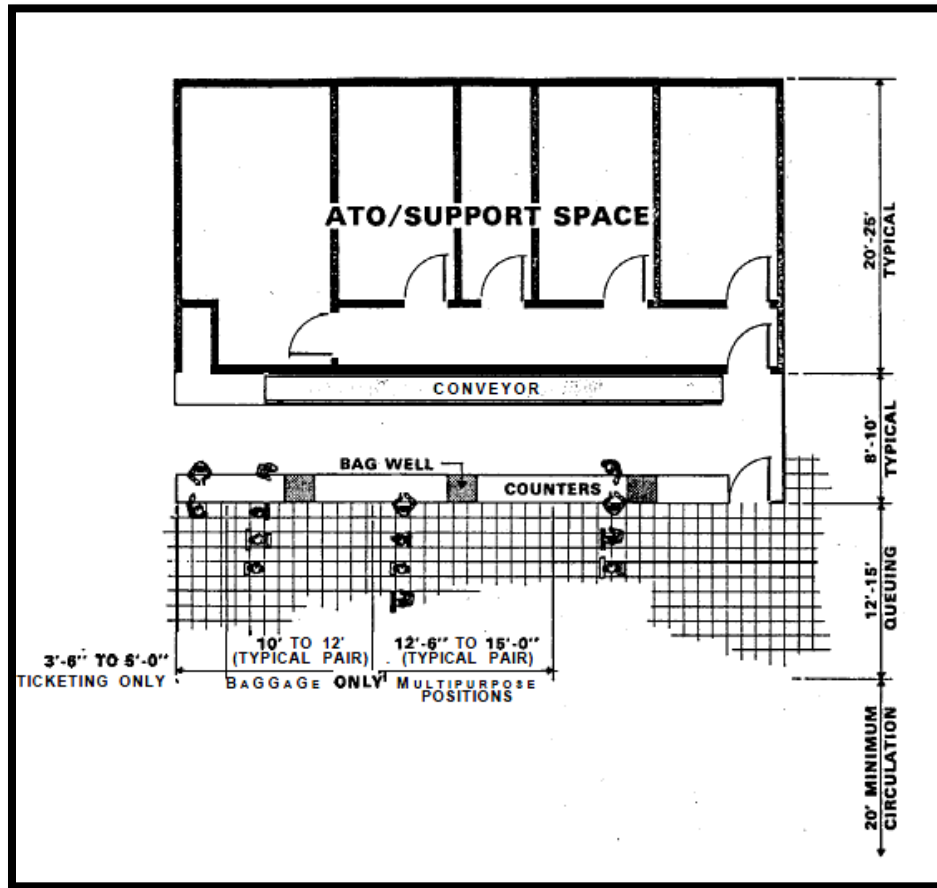 ATO/SUPPORT SPACE
20'-25'
TYPICAL
CONVEYOR
8'-10'
TYPICAL
BAG WELL
COUNTERS
12'-15'
QUEUING
10' TO 12'
(TYPICAL PAIR)
12'-6" TO 15'-0"
(TYPICAL PAIR)
3'-6" TO 5'-0"
TICKETING ONLY
BAGGAGE ONLY
MULTIPURPOSE
POSITIONS
20' MINIMUM
CIRCULATION